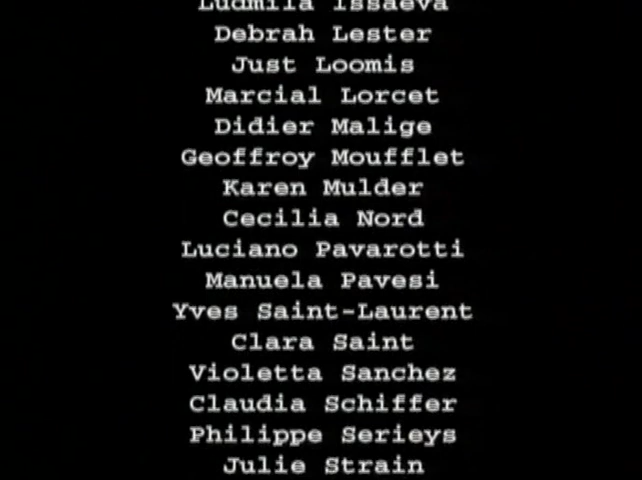 Ludmila Issaeva
Debrah Lester
Just Loomis
Marcial Lorcet
Didier Malige
Geoffroy Moufflet
Karen Mulder
Cecilia Nord
Luciano Pavarotti
Manuela Pavesi
Yves Saint-Laurent
Clara Saint
Violetta Sanchez
Claudia Schiffer
Philippe Serieys
Julie Strain